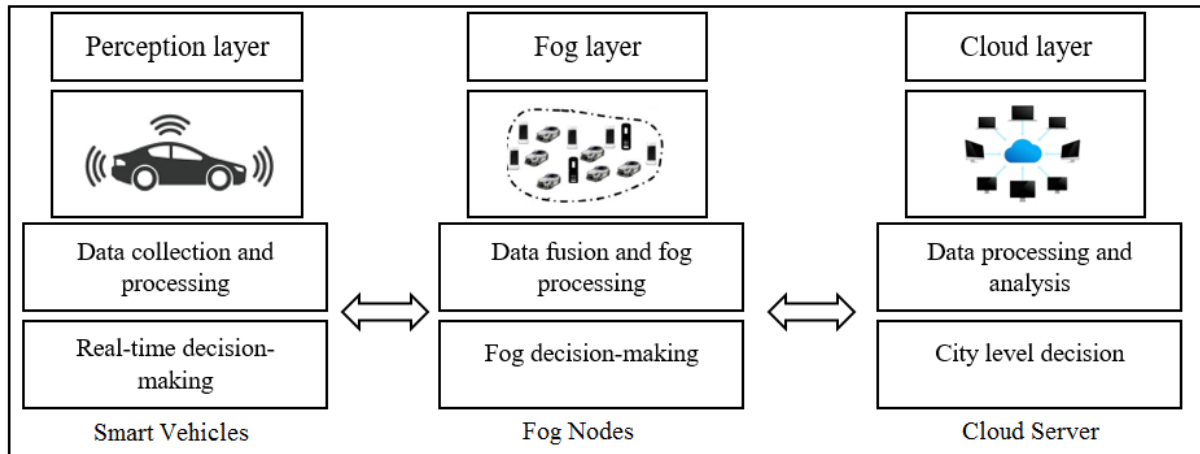 Perception layer
Data collection and
processing
Real-time decision-
making
Smart Vehicles
Fog layer
Data fusion and fog
processing
Fog decision-making
Fog Nodes
Cloud layer
Data processing and
analysis
City level decision
Cloud Server